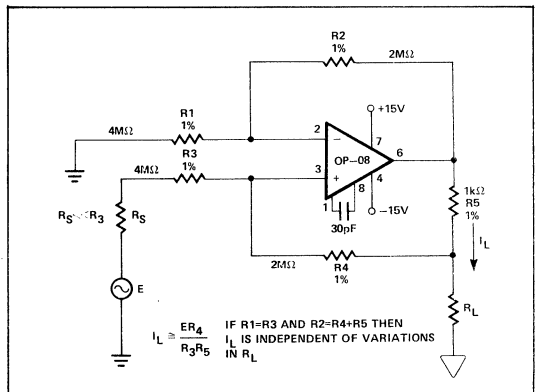 R2
1%
2MΩ
R1
1%
4MΩ
+15V
2
−
7
R3
1%
4MΩ
OP-08
6
3
+
8
4
1
−15V
30pF
1kΩ
R5
1%
RS<<R3
RS
IL
2MΩ
R4
1%
E
RL
IL ≅ ER4/R3R5
IF R1=R3 AND R2=R4+R5 THEN
IL IS INDEPENDENT OF VARIATIONS
IN RL